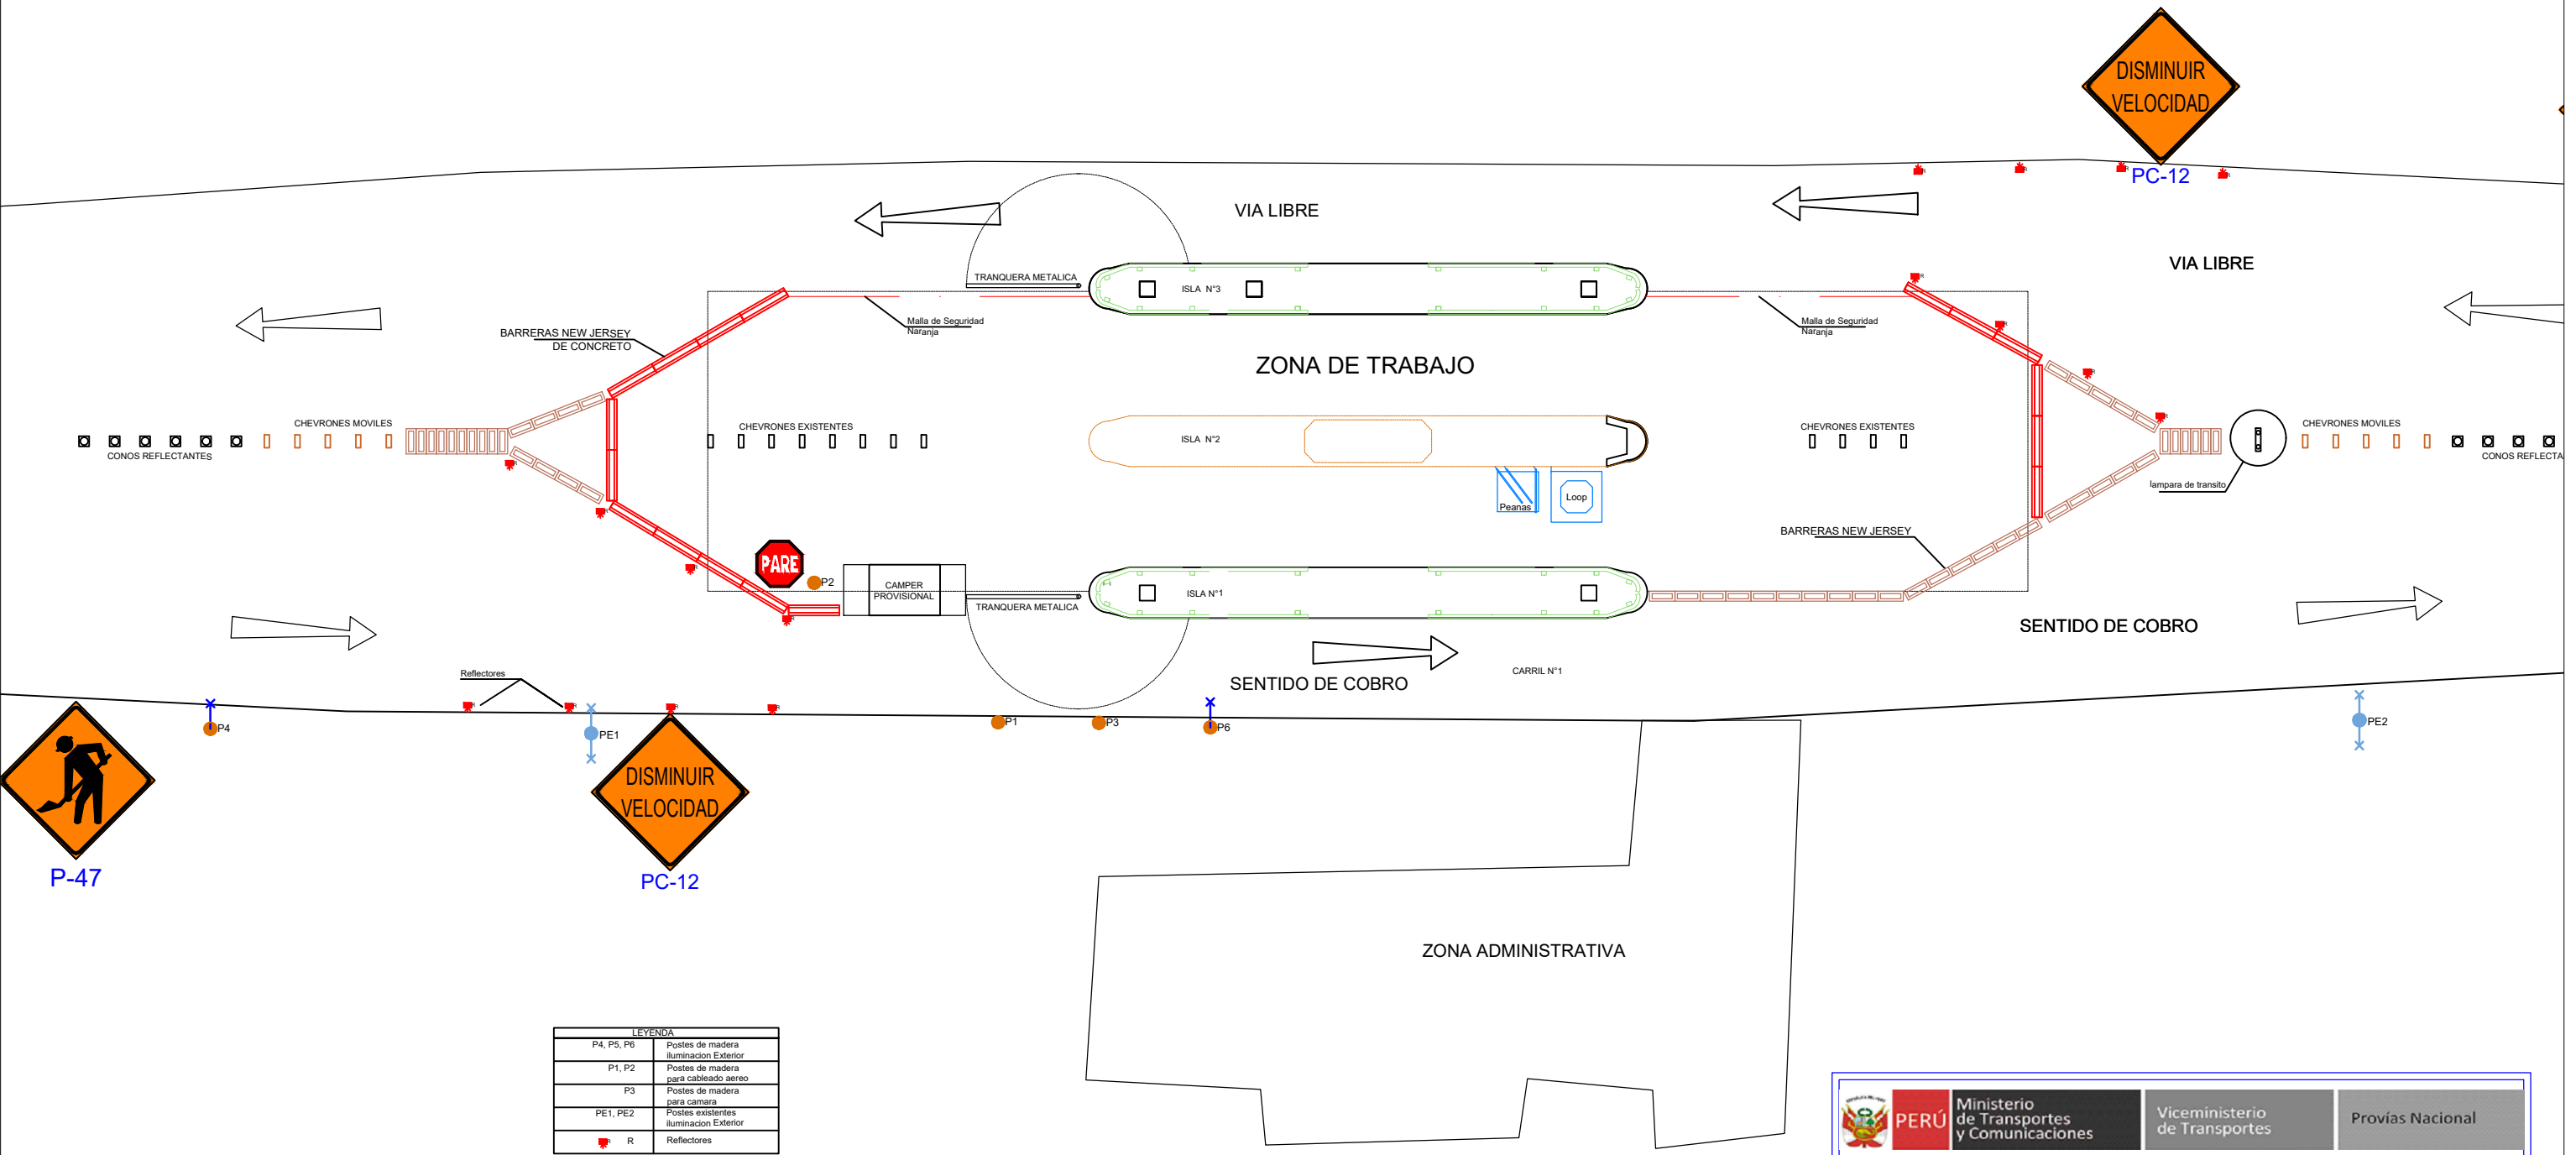 DISMINUIR
VELOCIDAD
PC-12
VIA LIBRE
VIA LIBRE
TRANQUERA METALICA
ISLA N°3
Malla de Seguridad
Naranja
Malla de Seguridad
Naranja
BARRERAS NEW JERSEY
DE CONCRETO
ZONA DE TRABAJO
CHEVRONES MOVILES
CONOS REFLECTANTES
CHEVRONES EXISTENTES
ISLA N°2
CHEVRONES EXISTENTES
CHEVRONES MOVILES
CONOS REFLECTA
lampara de transito
Peanas
Loop
BARRERAS NEW JERSEY
PARE
P2
CAMPER
PROVISIONAL
TRANQUERA METALICA
ISLA N°1
SENTIDO DE COBRO
CARRIL N°1
SENTIDO DE COBRO
Reflectores
P4
PE1
P1
P3
P6
PE2
DISMINUIR
VELOCIDAD
P-47
PC-12
ZONA ADMINISTRATIVA
LEYENDA
P4, P5, P6 Postes de madera
iluminacion Exterior
P1, P2 Postes de madera
para cableado aereo
P3 Postes de madera
para camara
PE1, PE2 Postes existentes
iluminacion Exterior
R R Reflectores
PERÚ
Ministerio
de Transportes
y Comunicaciones
Viceministerio
de Transportes
Provías Nacional